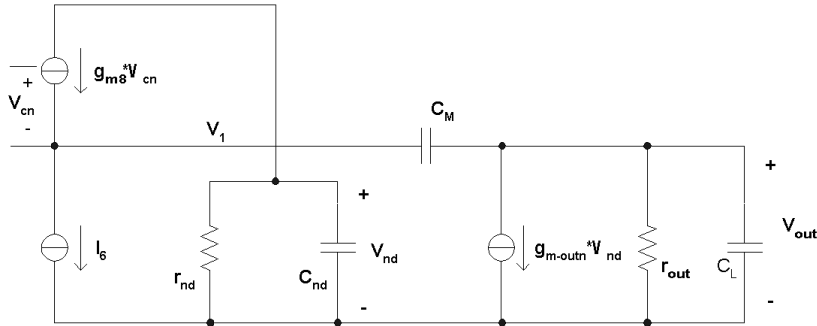 g_m8*V_cn
+
V_cn
-
V_1
C_M
I_6
r_nd
C_nd
+
V_nd
-
g_m-outn*V_nd
r_out
C_L
+
V_out
-